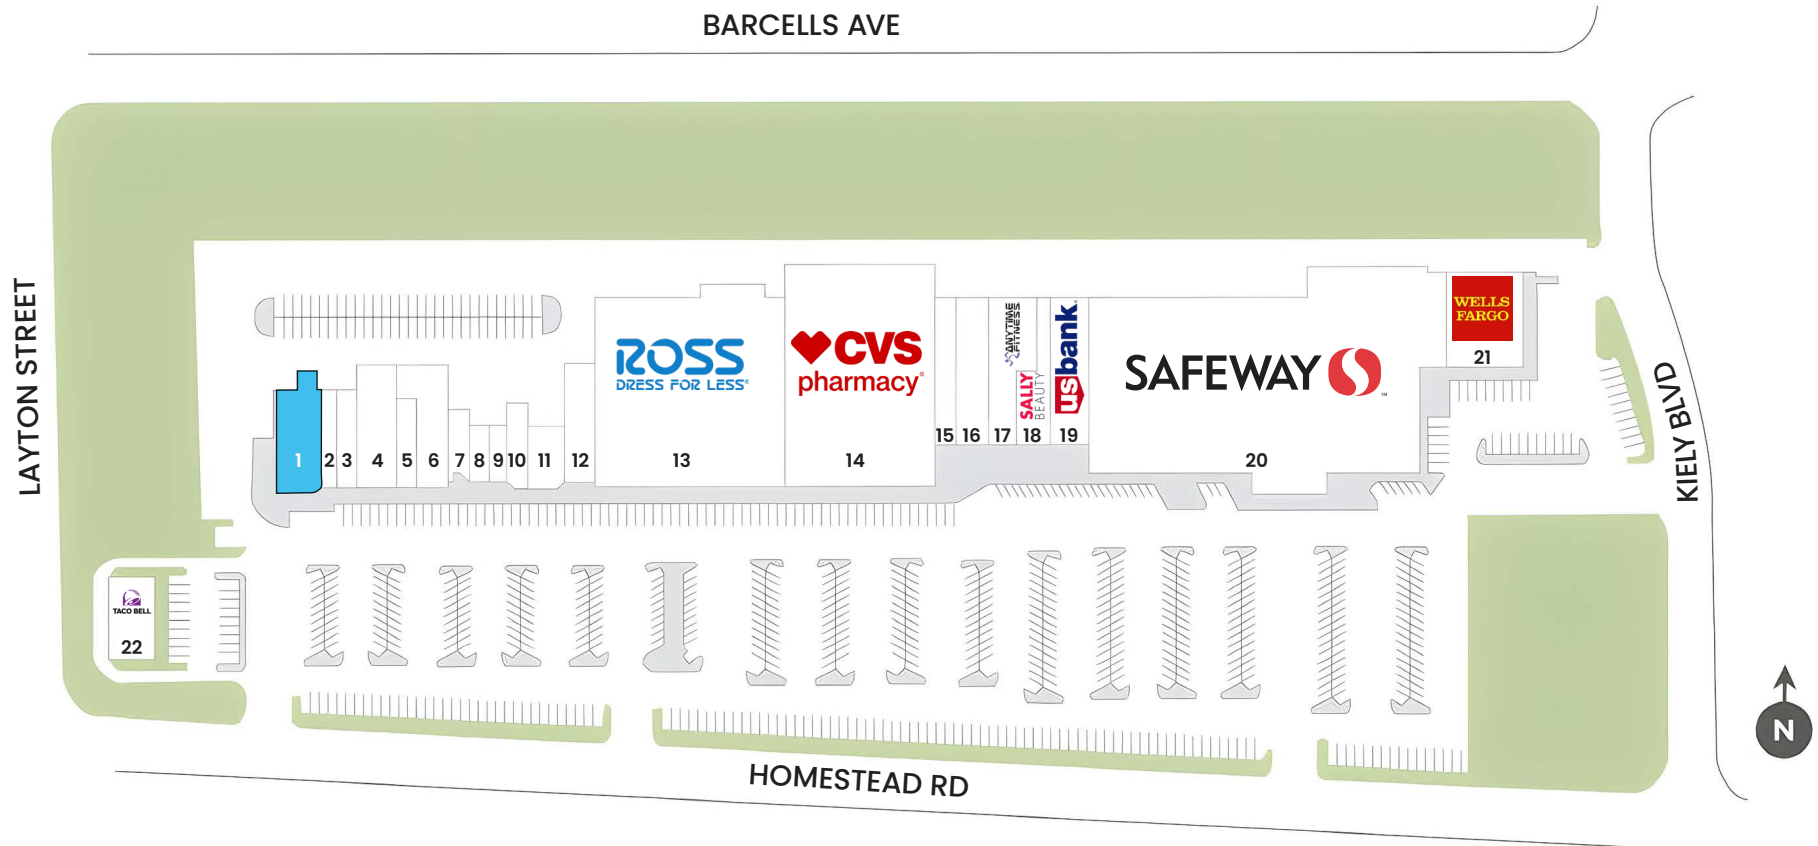 BARCELLS AVE
LAYTON STREET
KIELY BLVD
HOMESTEAD RD
N
1
2
3
4
5
6
7
8
9
10
11
12
ROSS
DRESS FOR LESS®
13
CVS
pharmacy®
14
15
16
ANYTIME
FITNESS
17
SALLY
BEAUTY
18
usbank
19
SAFEWAY
™
20
WELLS
FARGO
21
TACO BELL
22